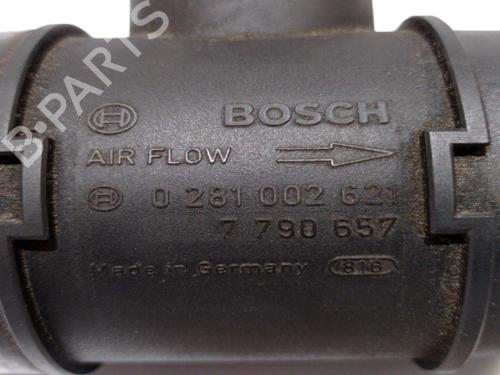 B-PARTS
BOSCH
AIR FLOW
0 281 002 621
7 790 657
Made in Germany 816